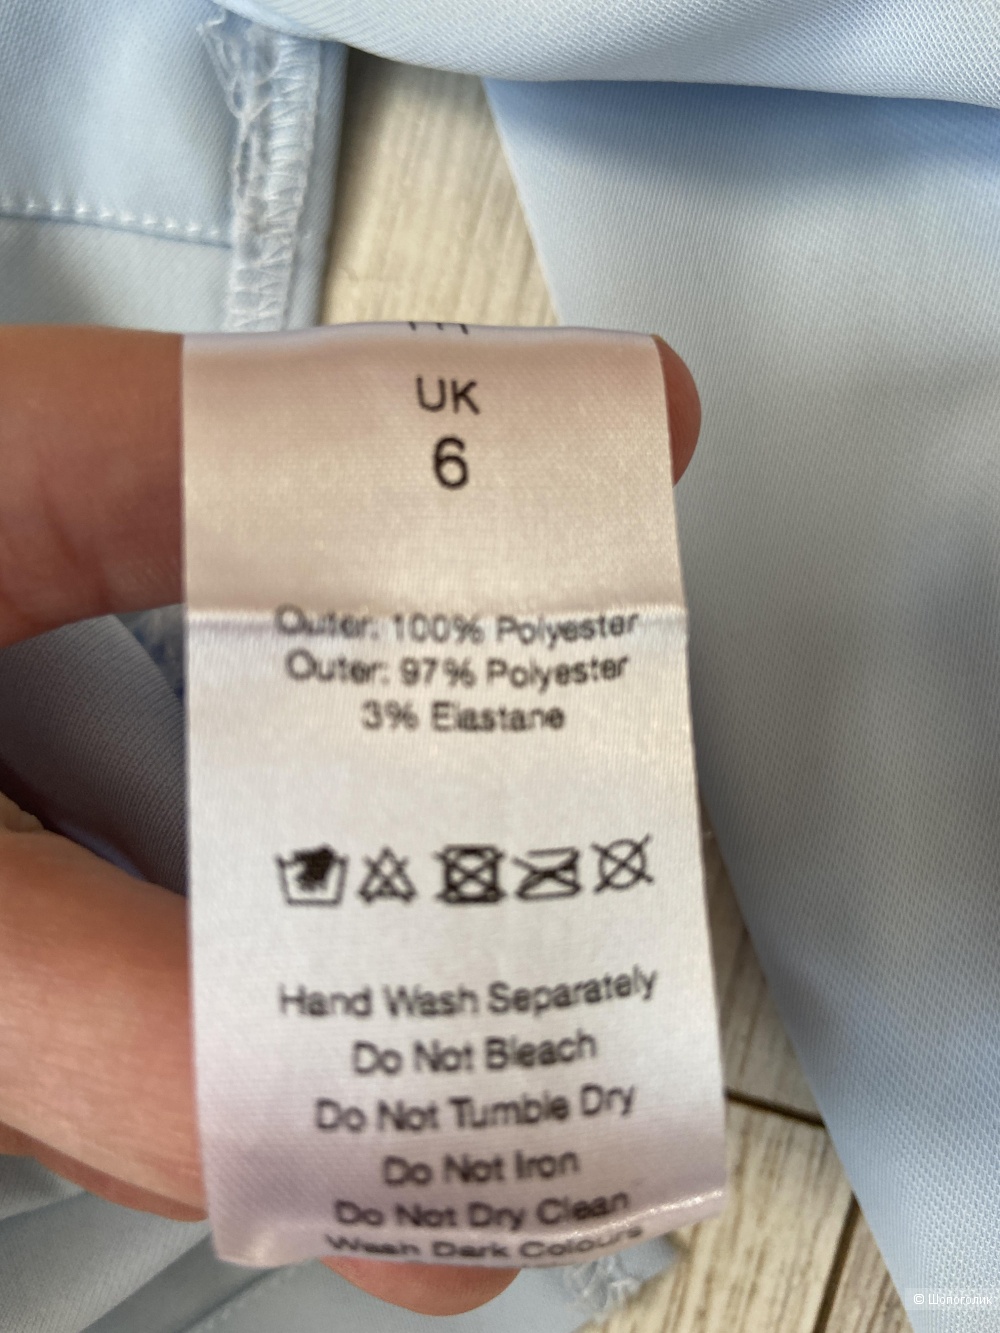 UK
6
Outer: 100% Polyester
Outer: 97% Polyester
3% Elastane
Hand Wash Separately
Do Not Bleach
Do Not Tumble Dry
Do Not Iron
Do Not Dry Clean
Wash Dark Colours
© Шопоголик